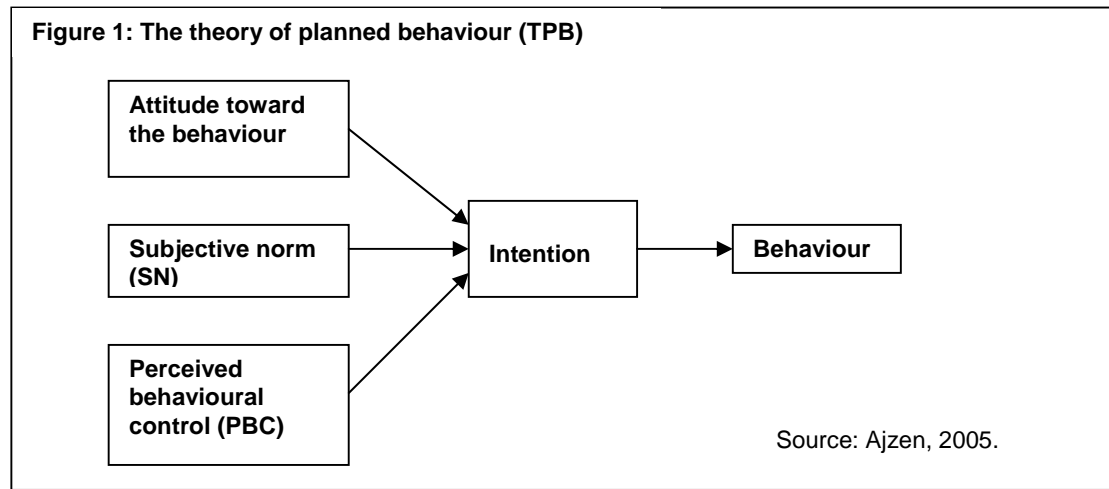 Figure 1: The theory of planned behaviour (TPB)
Attitude toward
the behaviour
Subjective norm
(SN)
Perceived
behavioural
control (PBC)
Intention
Behaviour
Source: Ajzen, 2005.